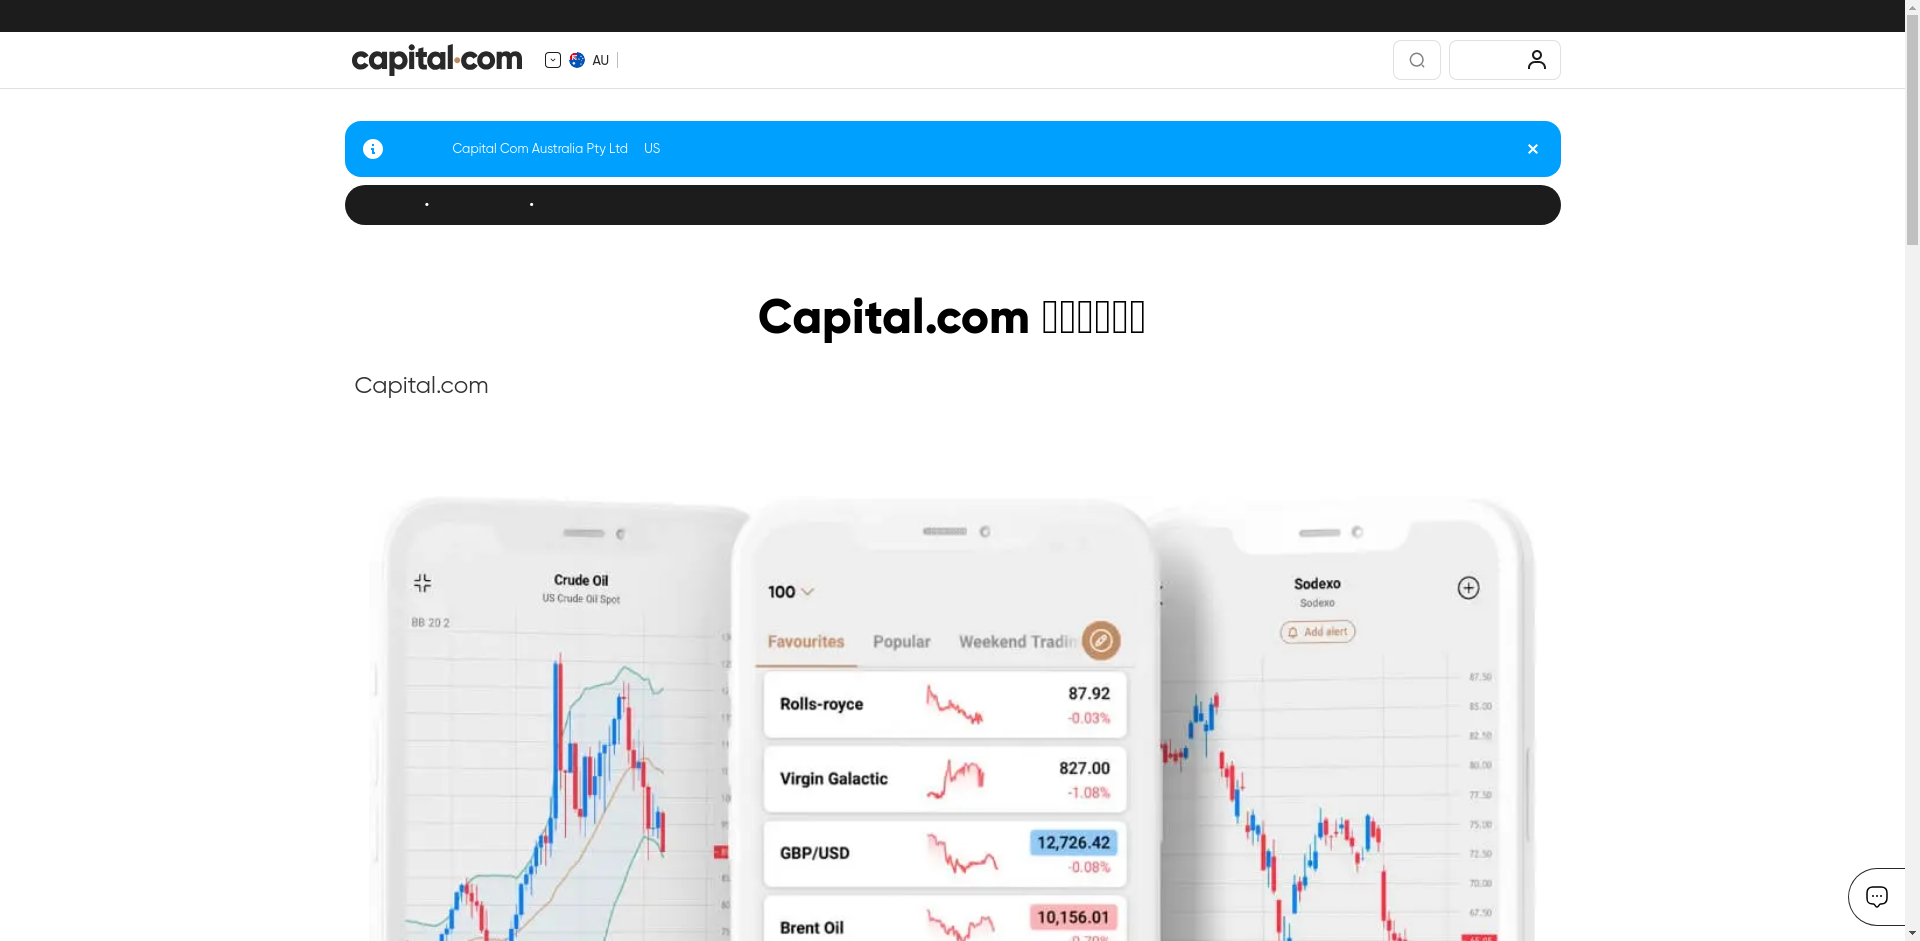 capital.com
AU
Capital Com Australia Pty Ltd US
Capital.com
Capital.com
Crude Oil
US Crude Oil Spot
BB 20 2
100
Favourites Popular Weekend Tradin
Rolls-royce 87.92
-0.03%
Virgin Galactic 827.00
-1.08%
GBP/USD 12,726.42
-0.08%
Brent Oil 10,156.01
Sodexo
Sodexo
Add alert
87.50
85.00
82.50
80.00
77.50
75.00
72.50
70.00
67.50